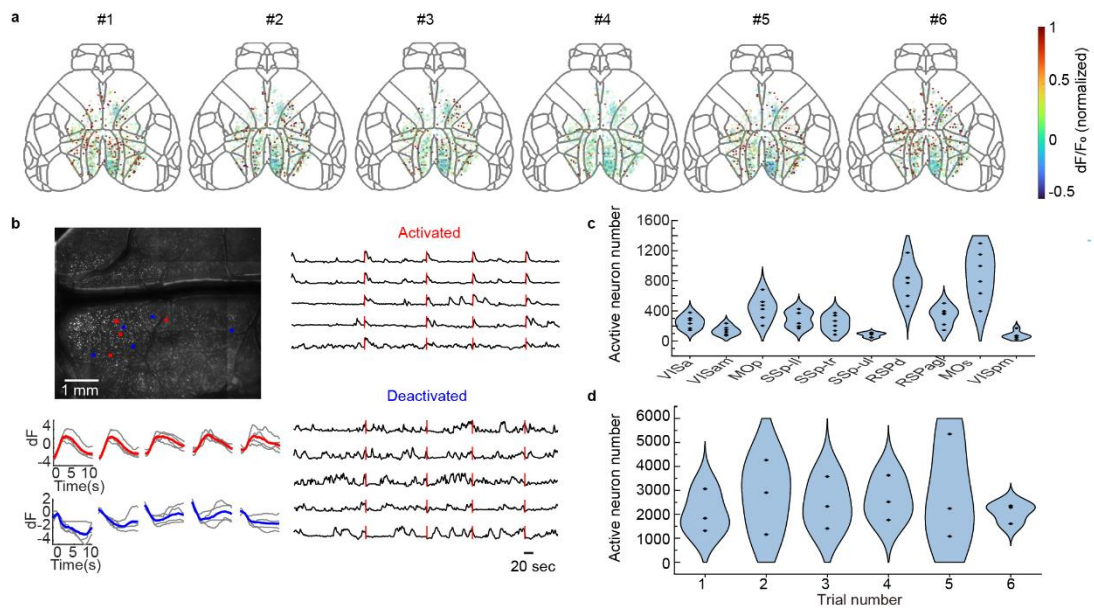 a
#1 #2 #3 #4 #5 #6
1
0.5
0
-0.5
dF/F₀ (normalized)
b
1 mm
Activated
Deactivated
20 sec
4
0
-4
dF
0 5 10
Time(s)
2
0
-2
-4
dF
0 5 10
Time(s)
c
Acvtive neuron number
1600
1200
800
400
0
VISa VISam MOp SSp-ll SSp-tr SSp-ul RSPd RSPagl MOs VISpm
d
Active neuron number
6000
5000
4000
3000
2000
1000
0
1 2 3 4 5 6
Trial number